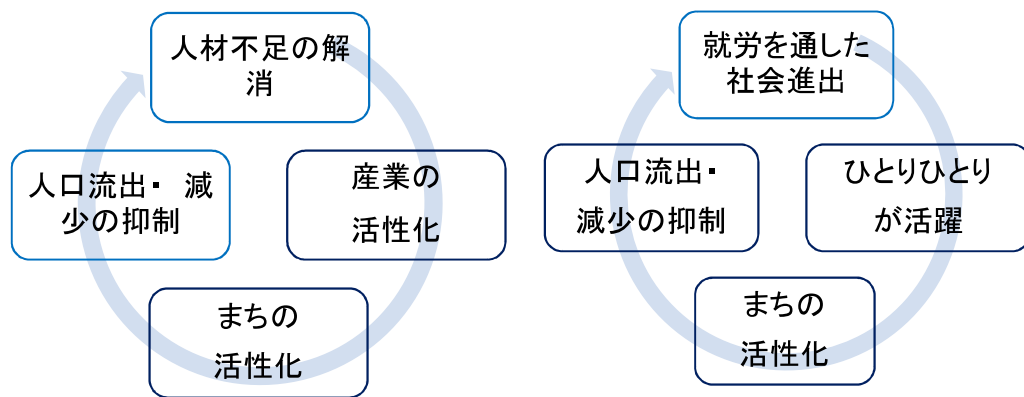 人材不足の解
消
産業の
活性化
まちの
活性化
人口流出・ 減
少の抑制
就労を通した
社会進出
ひとりひとり
が活躍
まちの
活性化
人口流出・
減少の抑制